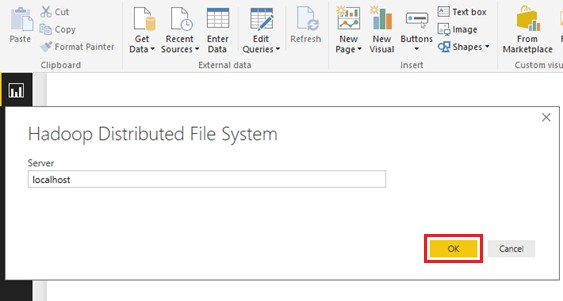 Paste
Cut
Copy
Format Painter
Clipboard
Get Data
Recent Sources
Enter Data
Edit Queries
Refresh
External data
New Page
New Visual
Buttons
Text box
Image
Shapes
Insert
From Marketplace
Custom visu
Hadoop Distributed File System
Server
localhost
OK
Cancel